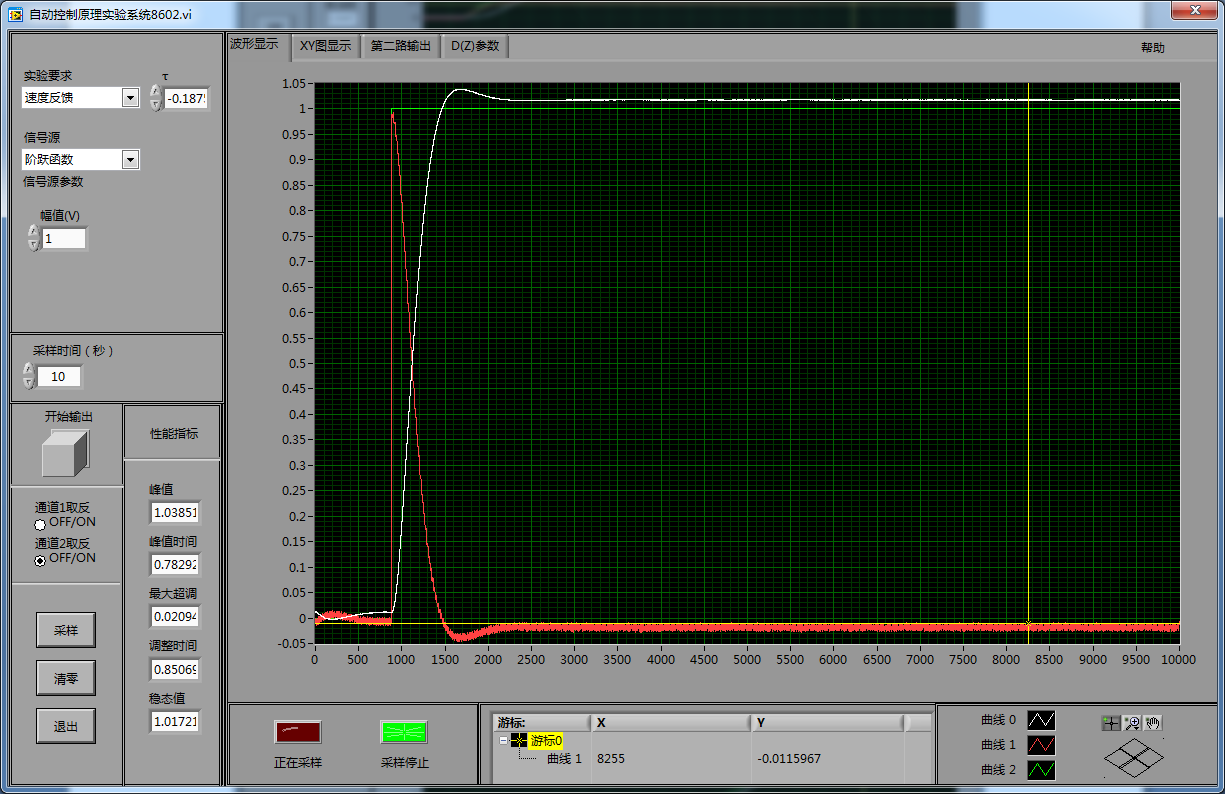 自动控制原理实验系统8602.vi
波形显示 XY图显示 第二路输出 D(Z)参数 帮助
实验要求 τ
速度反馈 -0.187
信号源
阶跃函数
信号源参数
幅值(V)
1
采样时间（秒）
10
开始输出
通道1取反
OFF/ON
通道2取反
OFF/ON
采样
清零
退出
性能指标
峰值
1.03851
峰值时间
0.78292
最大超调
0.02094
调整时间
0.85069
稳态值
1.01721
1.05
1
0.95
0.9
0.85
0.8
0.75
0.7
0.65
0.6
0.55
0.5
0.45
0.4
0.35
0.3
0.25
0.2
0.15
0.1
0.05
0
-0.05
0 500 1000 1500 2000 2500 3000 3500 4000 4500 5000 5500 6000 6500 7000 7500 8000 8500 9000 9500 10000
正在采样 采样停止
游标: X Y
游标0
曲线 1 8255 -0.0115967
曲线 0
曲线 1
曲线 2